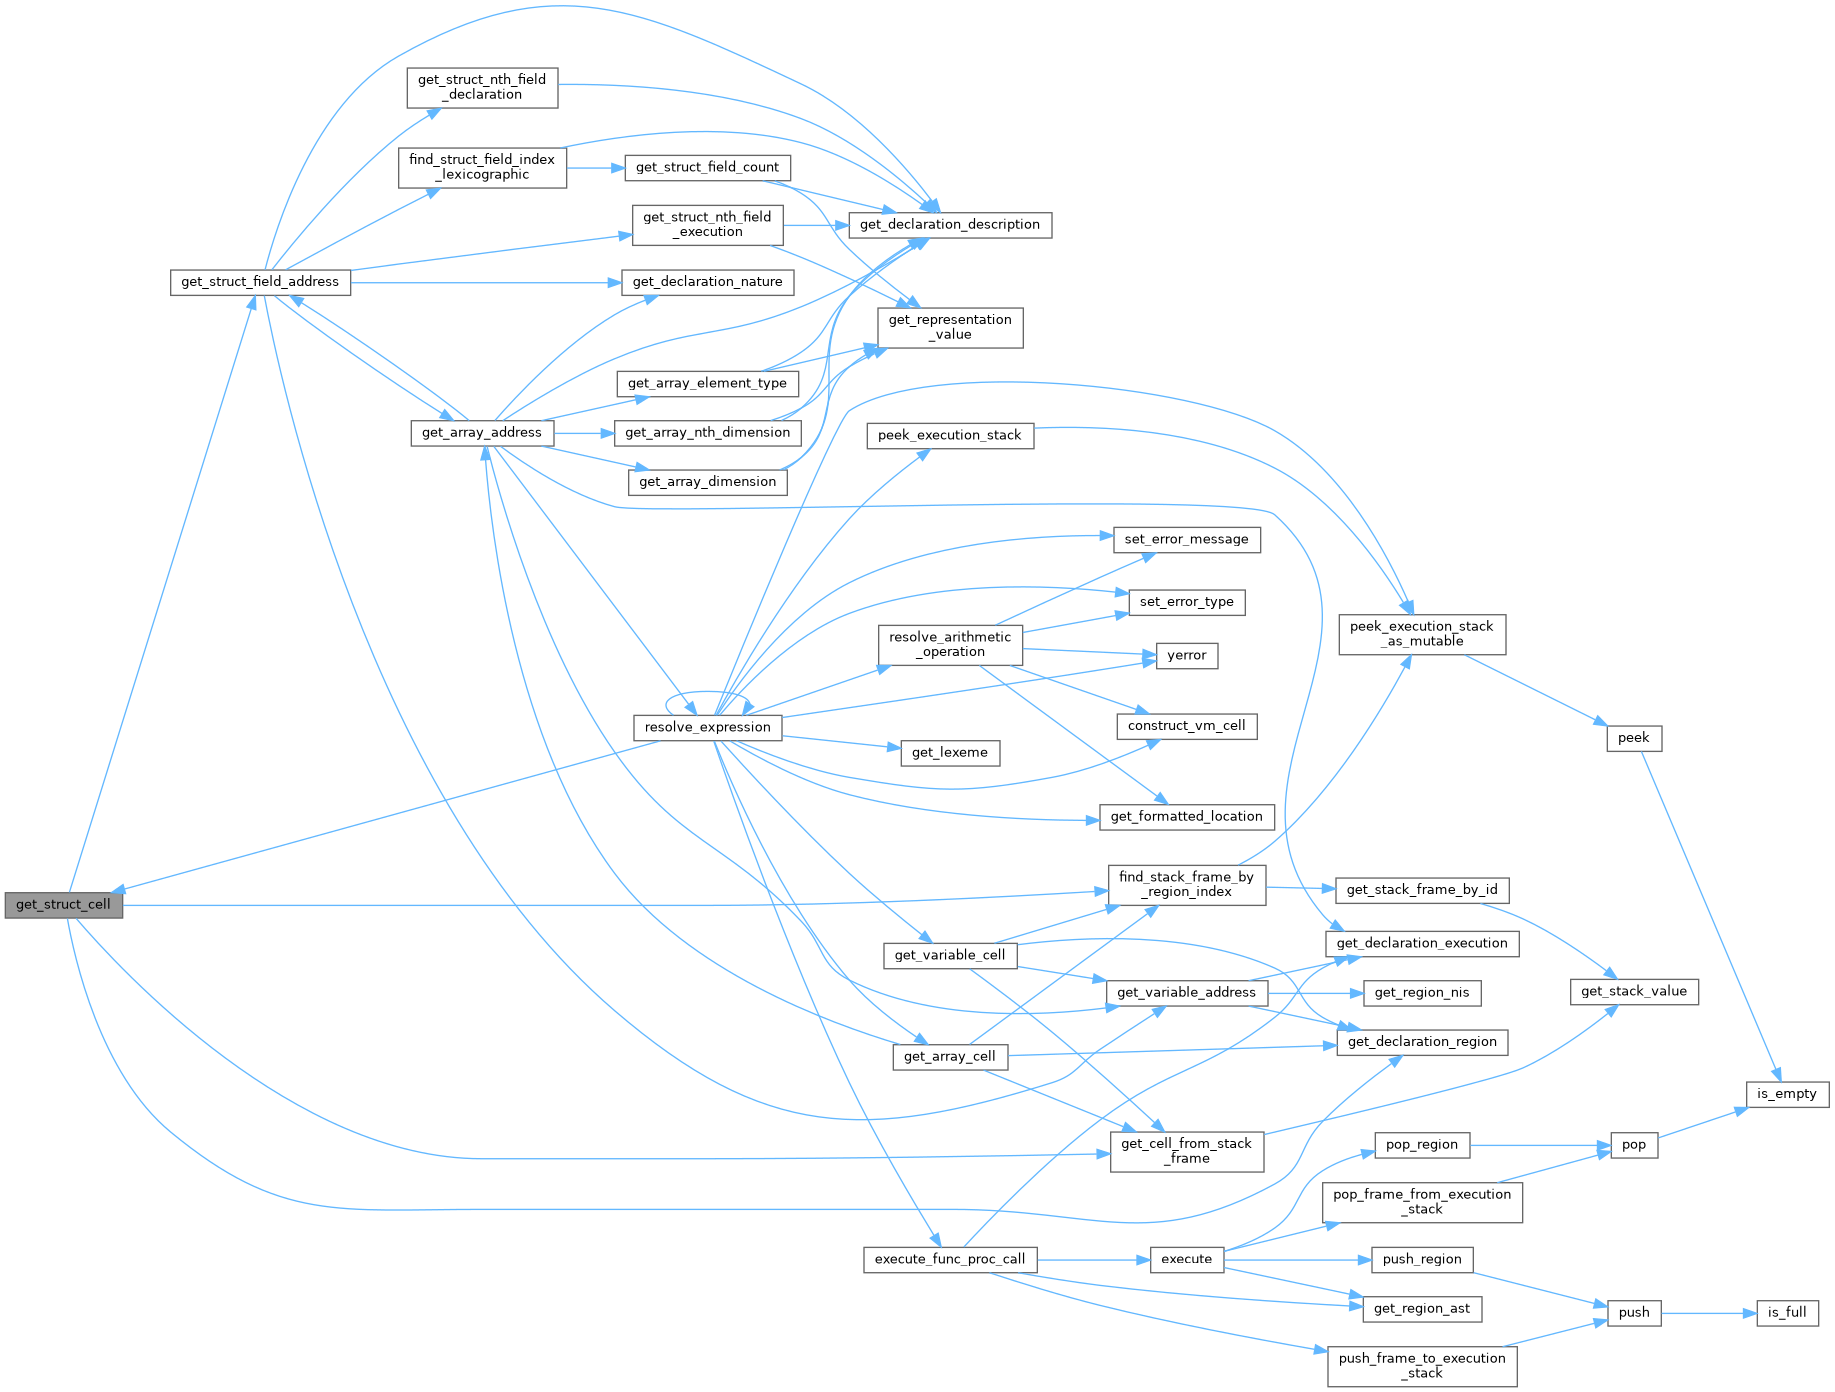 get_struct_nth_field
_declaration
find_struct_field_index
_lexicographic
get_struct_field_count
get_struct_nth_field
_execution
get_declaration_description
get_struct_field_address
get_declaration_nature
get_representation
_value
get_array_element_type
get_array_address
get_array_nth_dimension
peek_execution_stack
get_array_dimension
set_error_message
set_error_type
resolve_arithmetic
_operation
peek_execution_stack
_as_mutable
yerror
resolve_expression
construct_vm_cell
peek
get_lexeme
get_formatted_location
get_struct_cell
find_stack_frame_by
_region_index
get_stack_frame_by_id
get_declaration_execution
get_variable_cell
get_variable_address
get_region_nis
get_stack_value
get_declaration_region
get_array_cell
is_empty
get_cell_from_stack
_frame
pop_region
pop
pop_frame_from_execution
_stack
execute_func_proc_call
execute
push_region
get_region_ast
push
is_full
push_frame_to_execution
_stack